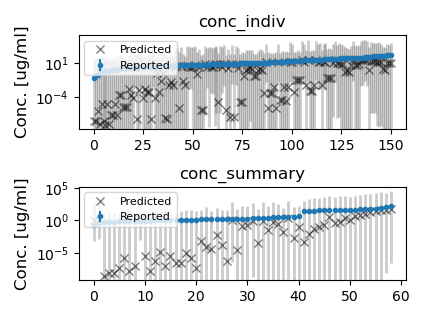 conc_indiv
Conc. [ug/ml]
10^1
10^-4
Predicted
Reported
0 25 50 75 100 125 150
conc_summary
Conc. [ug/ml]
10^5
10^0
10^-5
Predicted
Reported
0 10 20 30 40 50 60